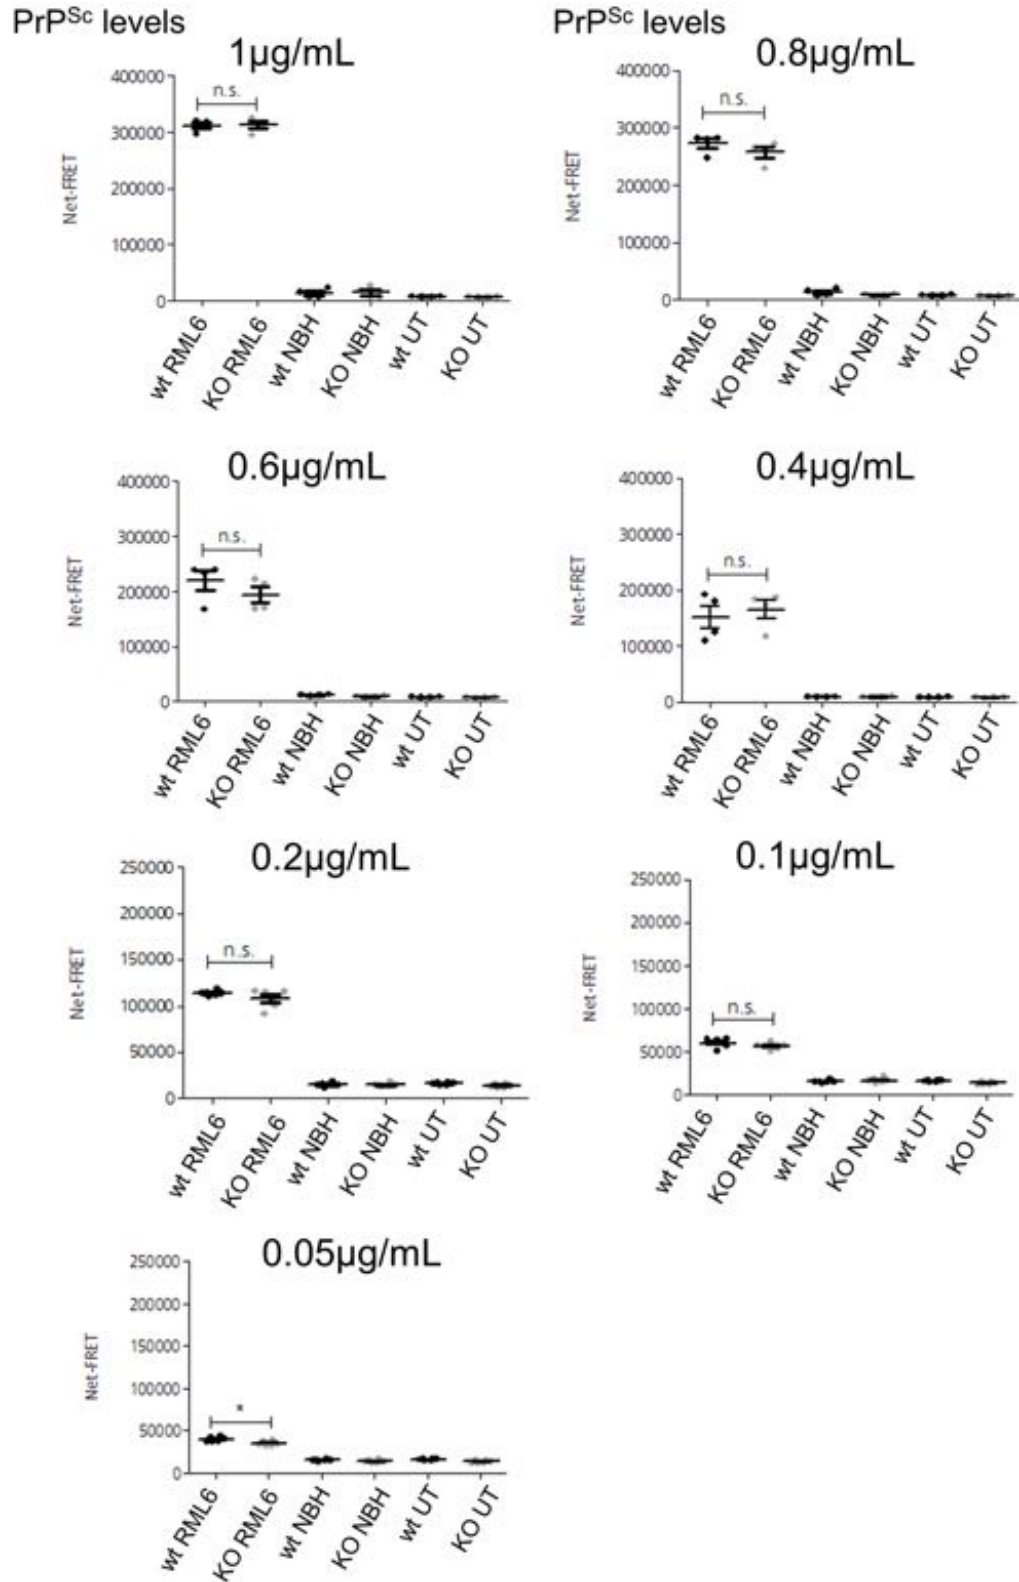 PrPSc levels
1µg/mL
400000
300000
200000
100000
0
Net-FRET
n.s.
wt RML6
KO RML6
wt NBH
KO NBH
wt UT
KO UT
PrPSc levels
0.8µg/mL
400000
300000
200000
100000
0
Net-FRET
n.s.
wt RML6
KO RML6
wt NBH
KO NBH
wt UT
KO UT
0.6µg/mL
400000
300000
200000
100000
0
Net-FRET
n.s.
wt RML6
KO RML6
wt NBH
KO NBH
wt UT
KO UT
0.4µg/mL
400000
300000
200000
100000
0
Net-FRET
n.s.
wt RML6
KO RML6
wt NBH
KO NBH
wt UT
KO UT
0.2µg/mL
250000
200000
150000
100000
50000
0
Net-FRET
n.s.
wt RML6
KO RML6
wt NBH
KO NBH
wt UT
KO UT
0.1µg/mL
250000
200000
150000
100000
50000
0
Net-FRET
n.s.
wt RML6
KO RML6
wt NBH
KO NBH
wt UT
KO UT
0.05µg/mL
250000
200000
150000
100000
50000
0
Net-FRET
*
wt RML6
KO RML6
wt NBH
KO NBH
wt UT
KO UT